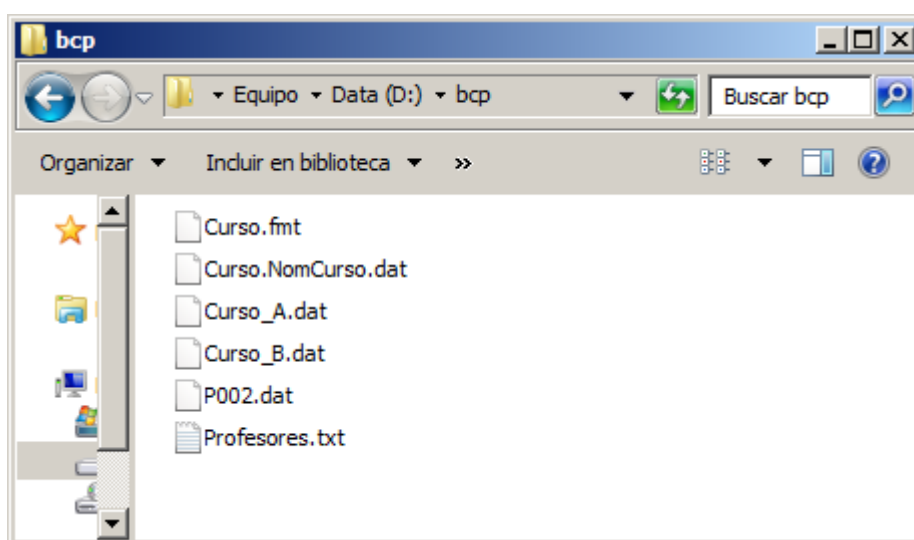 bcp
Equipo Data (D:) bcp Buscar bcp
Organizar Incluir en biblioteca »
Curso.fmt
Curso.NomCurso.dat
Curso_A.dat
Curso_B.dat
P002.dat
Profesores.txt